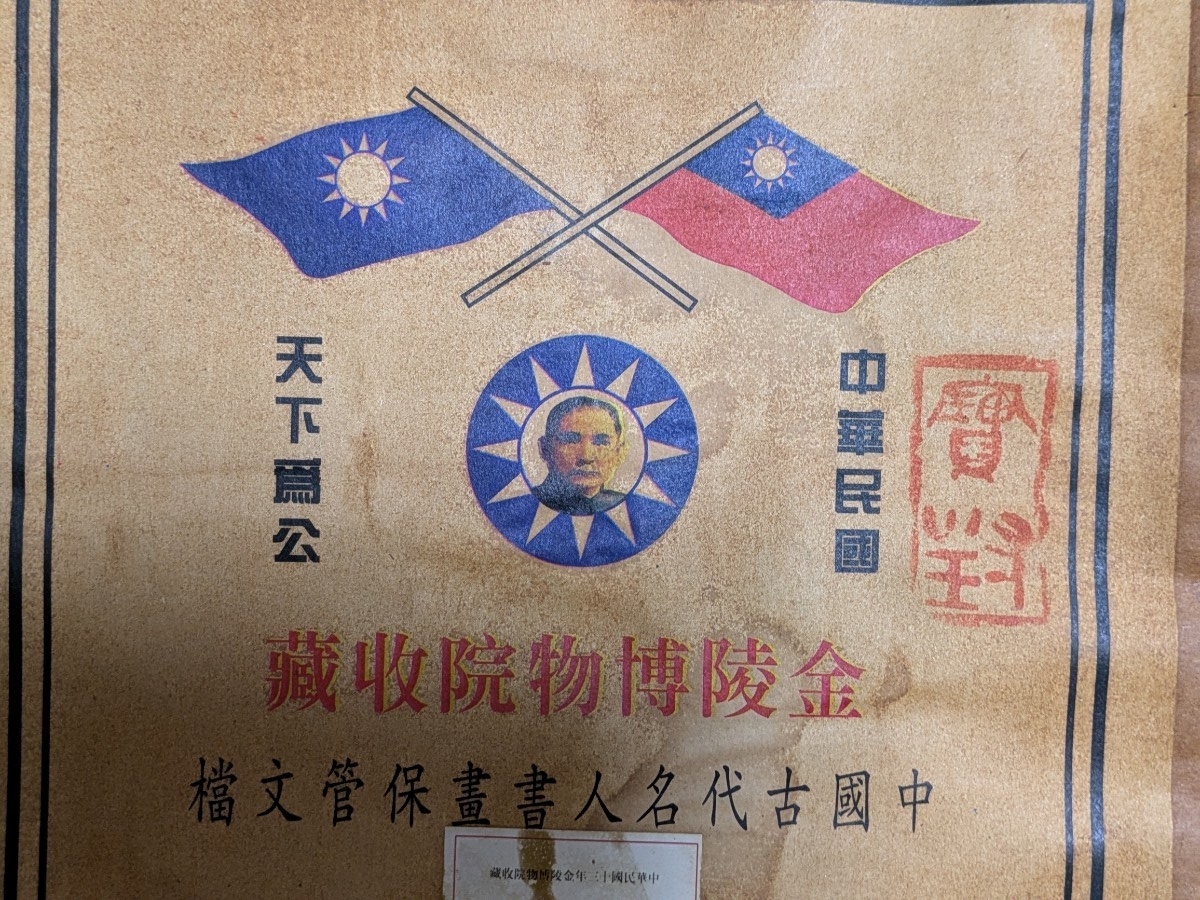 中華民國
天下爲公
寶
金陵博物院收藏
中國古代名人書畫保管文檔
中華民國十三年金陵博物院收藏